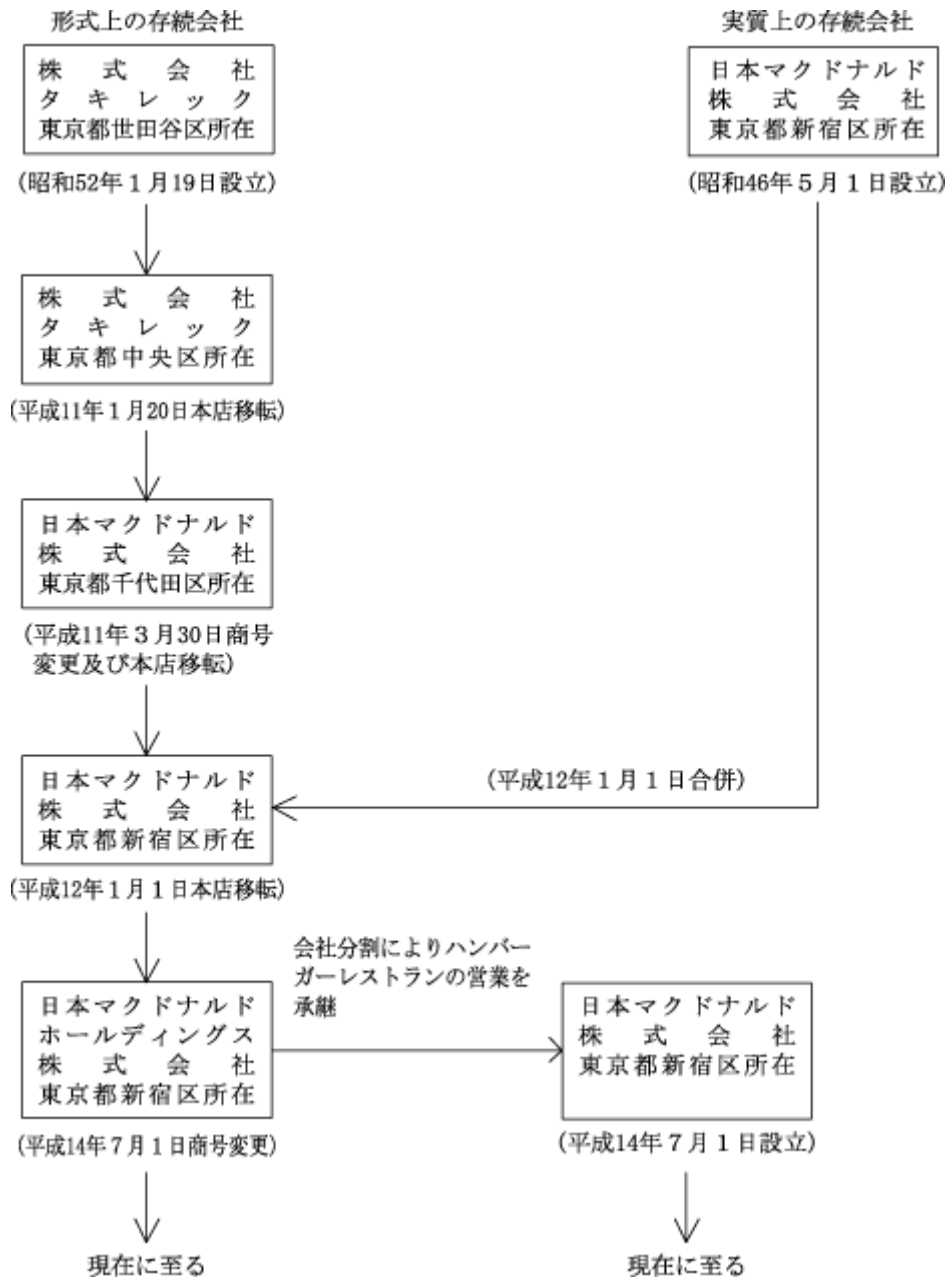 形式上の存続会社
実質上の存続会社
株式会社
タキレック
東京都世田谷区所在
(昭和52年1月19日設立)
日本マクドナルド
株式会社
東京都新宿区所在
(昭和46年5月1日設立)
株式会社
タキレック
東京都中央区所在
(平成11年1月20日本店移転)
日本マクドナルド
株式会社
東京都千代田区所在
(平成11年3月30日商号
変更及び本店移転)
(平成12年1月1日合併)
日本マクドナルド
株式会社
東京都新宿区所在
(平成12年1月1日本店移転)
会社分割によりハンバー
ガーレストランの営業を
承継
日本マクドナルド
ホールディングス
株式会社
東京都新宿区所在
(平成14年7月1日商号変更)
日本マクドナルド
株式会社
東京都新宿区所在
(平成14年7月1日設立)
現在に至る
現在に至る